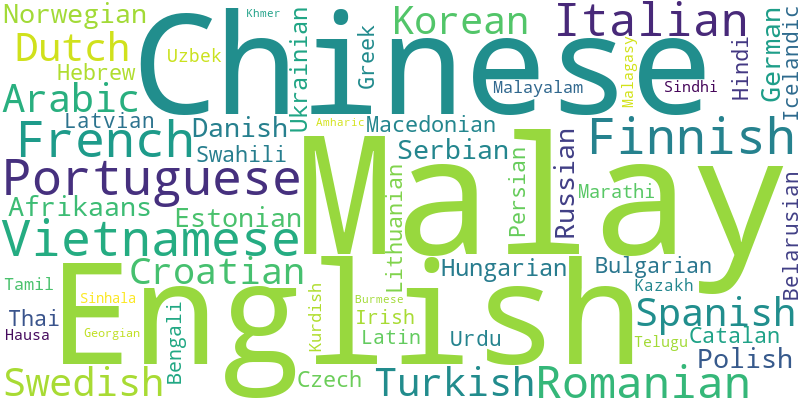 Norwegian
Khmer
Chinese
Korean
Italian
German
Icelandic
Dutch
Uzbek
Hebrew
Ukrainian
Greek
Malayalam
Malagasy
Sindhi
Hindi
Arabic
Latvian
Danish
Amharic
Macedonian
Finnish
French
Swahili
Serbian
Persian
Russian
Portuguese
Malay
Marathi
Belarusian
Afrikaans
Estonian
Lithuanian
Vietnamese
Croatian
English
Hungarian
Bulgarian
Tamil
Sinhala
Burmese
Kazakh
Thai
Bengali
Kurdish
Irish
Spanish
Hausa
Georgian
Latin
Urdu
Telugu
Catalan
Polish
Swedish
Czech
Turkish
Romanian